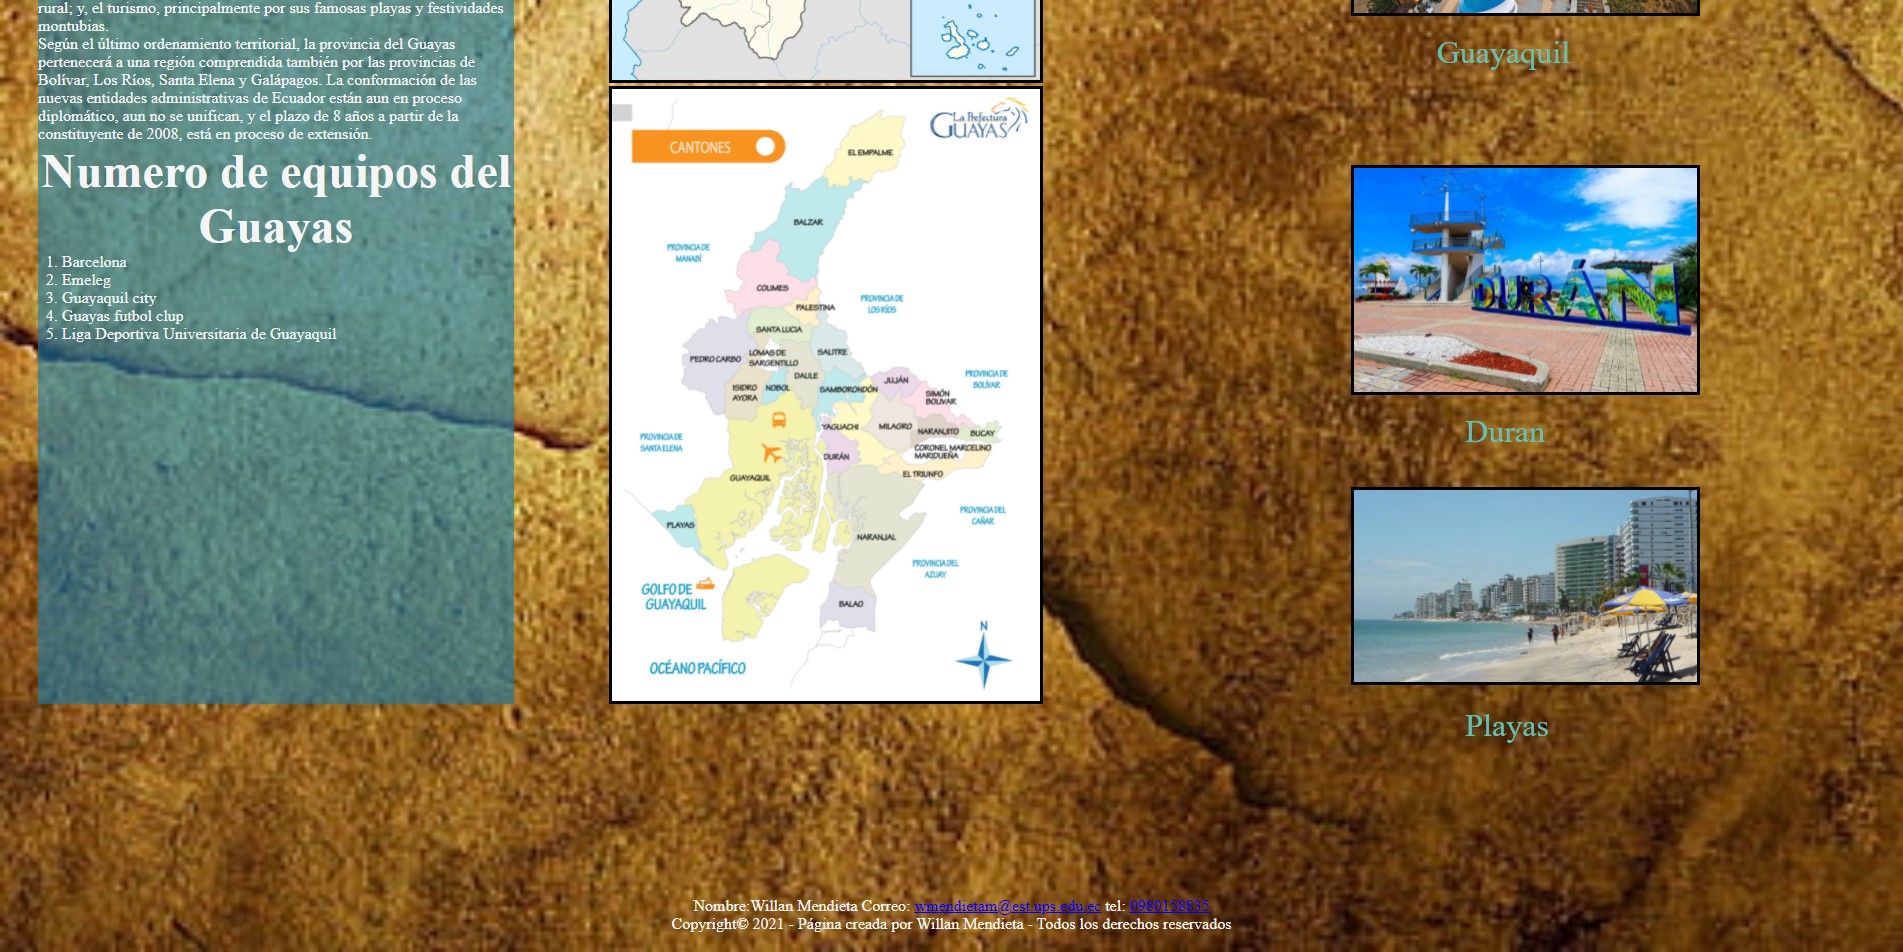 rural; y, el turismo, principalmente por sus famosas playas y festividades
montubias.
Según el último ordenamiento territorial, la provincia del Guayas
pertenecerá a una región comprendida también por las provincias de
Bolívar, Los Ríos, Santa Elena y Galápagos. La conformación de las
nuevas entidades administrativas de Ecuador están aun en proceso
diplomático, aun no se unifican, y el plazo de 8 años a partir de la
constituyente de 2008, está en proceso de extensión.
Numero de equipos del
Guayas
1. Barcelona
2. Emeleg
3. Guayaquil city
4. Guayas futbol clup
5. Liga Deportiva Universitaria de Guayaquil
La Prefectura
GUAYAS
CANTONES
EL EMPALME
BALZAR
PROVINCIA DE
MANABÍ
COLIMES
PALESTINA
PROVINCIA DE
LOS RÍOS
SANTA LUCIA
PEDRO CARBO
LOMAS DE
SARGENTILLO
SALITRE
DAULE
ISIDRO
AYORA
NOBOL
SAMBORONDÓN
JUJÁN
PROVINCIA DE
BOLÍVAR
SIMÓN
BOLIVAR
YAGUACHI
MILAGRO
NARANJITO
BUCAY
PROVINCIA DE
SANTA ELENA
CORONEL MARCELINO
MARIDUEÑA
DURÁN
EL TRIUNFO
GUAYAQUIL
PLAYAS
PROVINCIA DEL
CAÑAR
NARANJAL
PROVINCIA DEL
AZUAY
GOLFO DE
GUAYAQUIL
BALAO
N
OCÉANO PACÍFICO
Guayaquil
DURÁN
Duran
Playas
Nombre:Willan Mendieta Correo: wmendietam@est.ups.edu.ec tel: 0980158835
Copyright© 2021 - Página creada por Willan Mendieta - Todos los derechos reservados